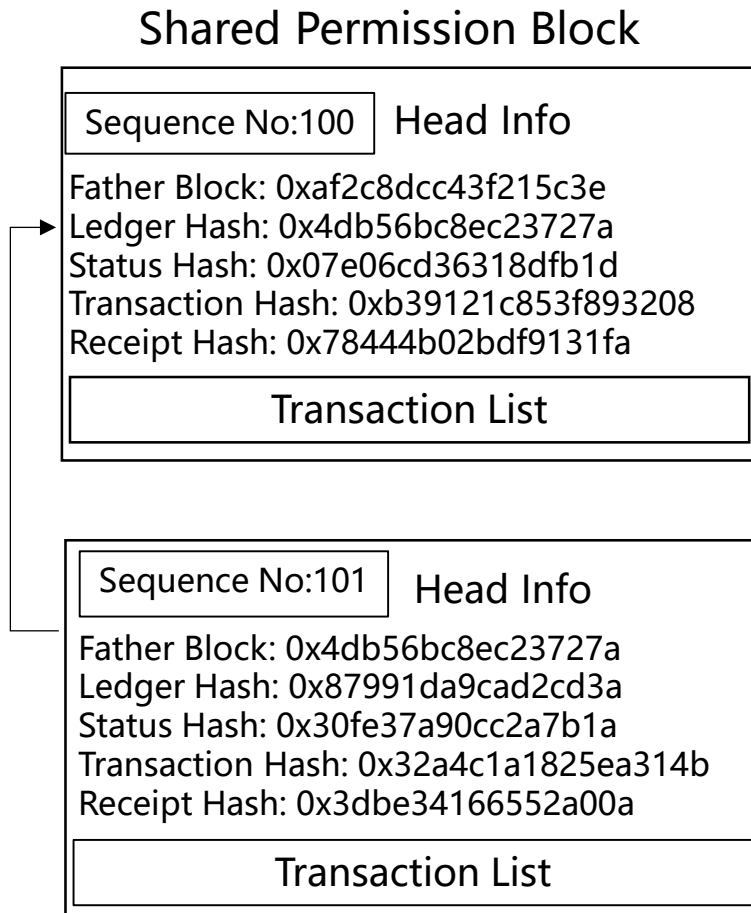 Shared Permission Block
Sequence No:100 Head Info
Father Block: 0xaf2c8dcc43f215c3e
Ledger Hash: 0x4db56bc8ec23727a
Status Hash: 0x07e06cd36318dfb1d
Transaction Hash: 0xb39121c853f893208
Receipt Hash: 0x78444b02bdf9131fa
Transaction List
Sequence No:101 Head Info
Father Block: 0x4db56bc8ec23727a
Ledger Hash: 0x87991da9cad2cd3a
Status Hash: 0x30fe37a90cc2a7b1a
Transaction Hash: 0x32a4c1a1825ea314b
Receipt Hash: 0x3dbe34166552a00a
Transaction List